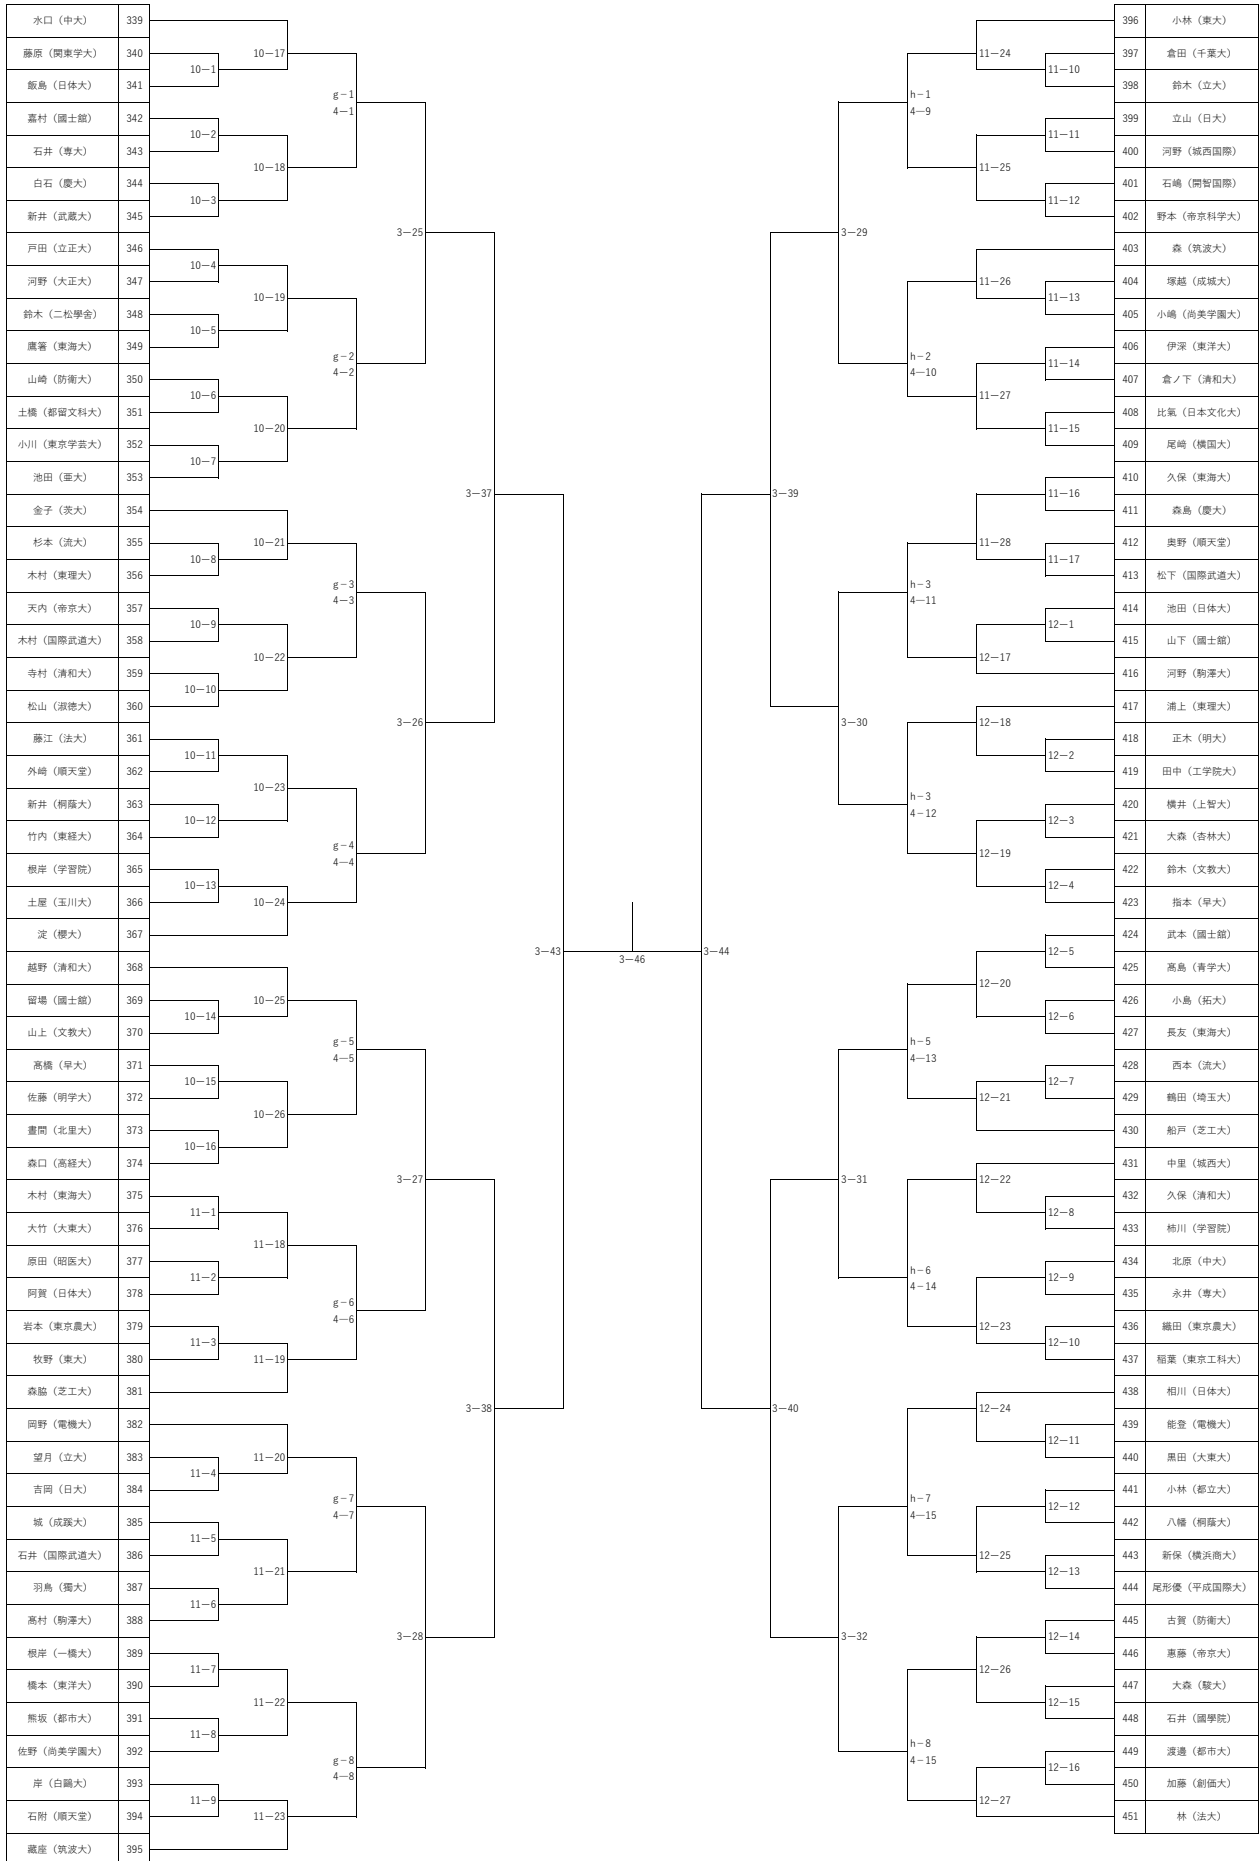 水口（中大） 339
藤原（関東学大） 340
飯島（日体大） 341
嘉村（國士舘） 342
石井（専大） 343
白石（慶大） 344
新井（武蔵大） 345
戸田（立正大） 346
河野（大正大） 347
鈴木（二松學舎） 348
鷹箸（東海大） 349
山崎（防衛大） 350
土橋（都留文科大） 351
小川（東京学芸大） 352
池田（亜大） 353
金子（茨大） 354
杉本（流大） 355
木村（東理大） 356
天内（帝京大） 357
木村（国際武道大） 358
寺村（清和大） 359
松山（淑徳大） 360
藤江（法大） 361
外﨑（順天堂） 362
新井（桐蔭大） 363
竹内（東経大） 364
根岸（学習院） 365
土屋（玉川大） 366
淀（櫻大） 367
越野（清和大） 368
留場（國士舘） 369
山上（文教大） 370
髙橋（早大） 371
佐藤（明学大） 372
晝間（北里大） 373
森口（高経大） 374
木村（東海大） 375
大竹（大東大） 376
原田（昭医大） 377
阿賀（日体大） 378
岩本（東京農大） 379
牧野（東大） 380
森脇（芝工大） 381
岡野（電機大） 382
望月（立大） 383
吉岡（日大） 384
城（成蹊大） 385
石井（国際武道大） 386
羽鳥（獨大） 387
髙村（駒澤大） 388
根岸（一橋大） 389
橋本（東洋大） 390
熊坂（都市大） 391
佐野（尚美学園大） 392
岸（白鷗大） 393
石附（順天堂） 394
藏座（筑波大） 395
10－1
10－2
10－3
10－4
10－5
10－6
10－7
10－8
10－9
10－10
10－11
10－12
10－13
10－14
10－15
10－16
11－1
11－2
11－3
11－4
11－5
11－6
11－7
11－8
11－9
10－17
10－18
10－19
10－20
10－21
10－22
10－23
10－24
10－25
10－26
11－18
11－19
11－20
11－21
11－22
11－23
g－1
4－1
g－2
4－2
g－3
4－3
g－4
4－4
g－5
4－5
g－6
4－6
g－7
4－7
g－8
4－8
3－25
3－26
3－27
3－28
3－37
3－38
3－43
3－46
3－44
3－39
3－40
3－29
3－30
3－31
3－32
h－1
4－9
h－2
4－10
h－3
4－11
h－3
4－12
h－5
4－13
h－6
4－14
h－7
4－15
h－8
4－15
11－24
11－25
11－26
11－27
11－28
12－17
12－18
12－19
12－20
12－21
12－22
12－23
12－24
12－25
12－26
12－27
11－10
11－11
11－12
11－13
11－14
11－15
11－16
11－17
12－1
12－2
12－3
12－4
12－5
12－6
12－7
12－8
12－9
12－10
12－11
12－12
12－13
12－14
12－15
12－16
396 小林（東大）
397 倉田（千葉大）
398 鈴木（立大）
399 立山（日大）
400 河野（城西国際）
401 石嶋（開智国際）
402 野本（帝京科学大）
403 森（筑波大）
404 塚越（成城大）
405 小嶋（尚美学園大）
406 伊深（東洋大）
407 倉ノ下（清和大）
408 比氣（日本文化大）
409 尾﨑（横国大）
410 久保（東海大）
411 森島（慶大）
412 奥野（順天堂）
413 松下（国際武道大）
414 池田（日体大）
415 山下（國士舘）
416 河野（駒澤大）
417 浦上（東理大）
418 正木（明大）
419 田中（工学院大）
420 横井（上智大）
421 大森（杏林大）
422 鈴木（文教大）
423 指本（早大）
424 武本（國士舘）
425 髙島（青学大）
426 小島（拓大）
427 長友（東海大）
428 西本（流大）
429 鶴田（埼玉大）
430 船戸（芝工大）
431 中里（城西大）
432 久保（清和大）
433 柿川（学習院）
434 北原（中大）
435 永井（専大）
436 織田（東京農大）
437 稲葉（東京工科大）
438 相川（日体大）
439 能登（電機大）
440 黒田（大東大）
441 小林（都立大）
442 八幡（桐蔭大）
443 新保（横浜商大）
444 尾形優（平成国際大）
445 古賀（防衛大）
446 惠藤（帝京大）
447 大森（駿大）
448 石井（國學院）
449 渡邉（都市大）
450 加藤（創価大）
451 林（法大）